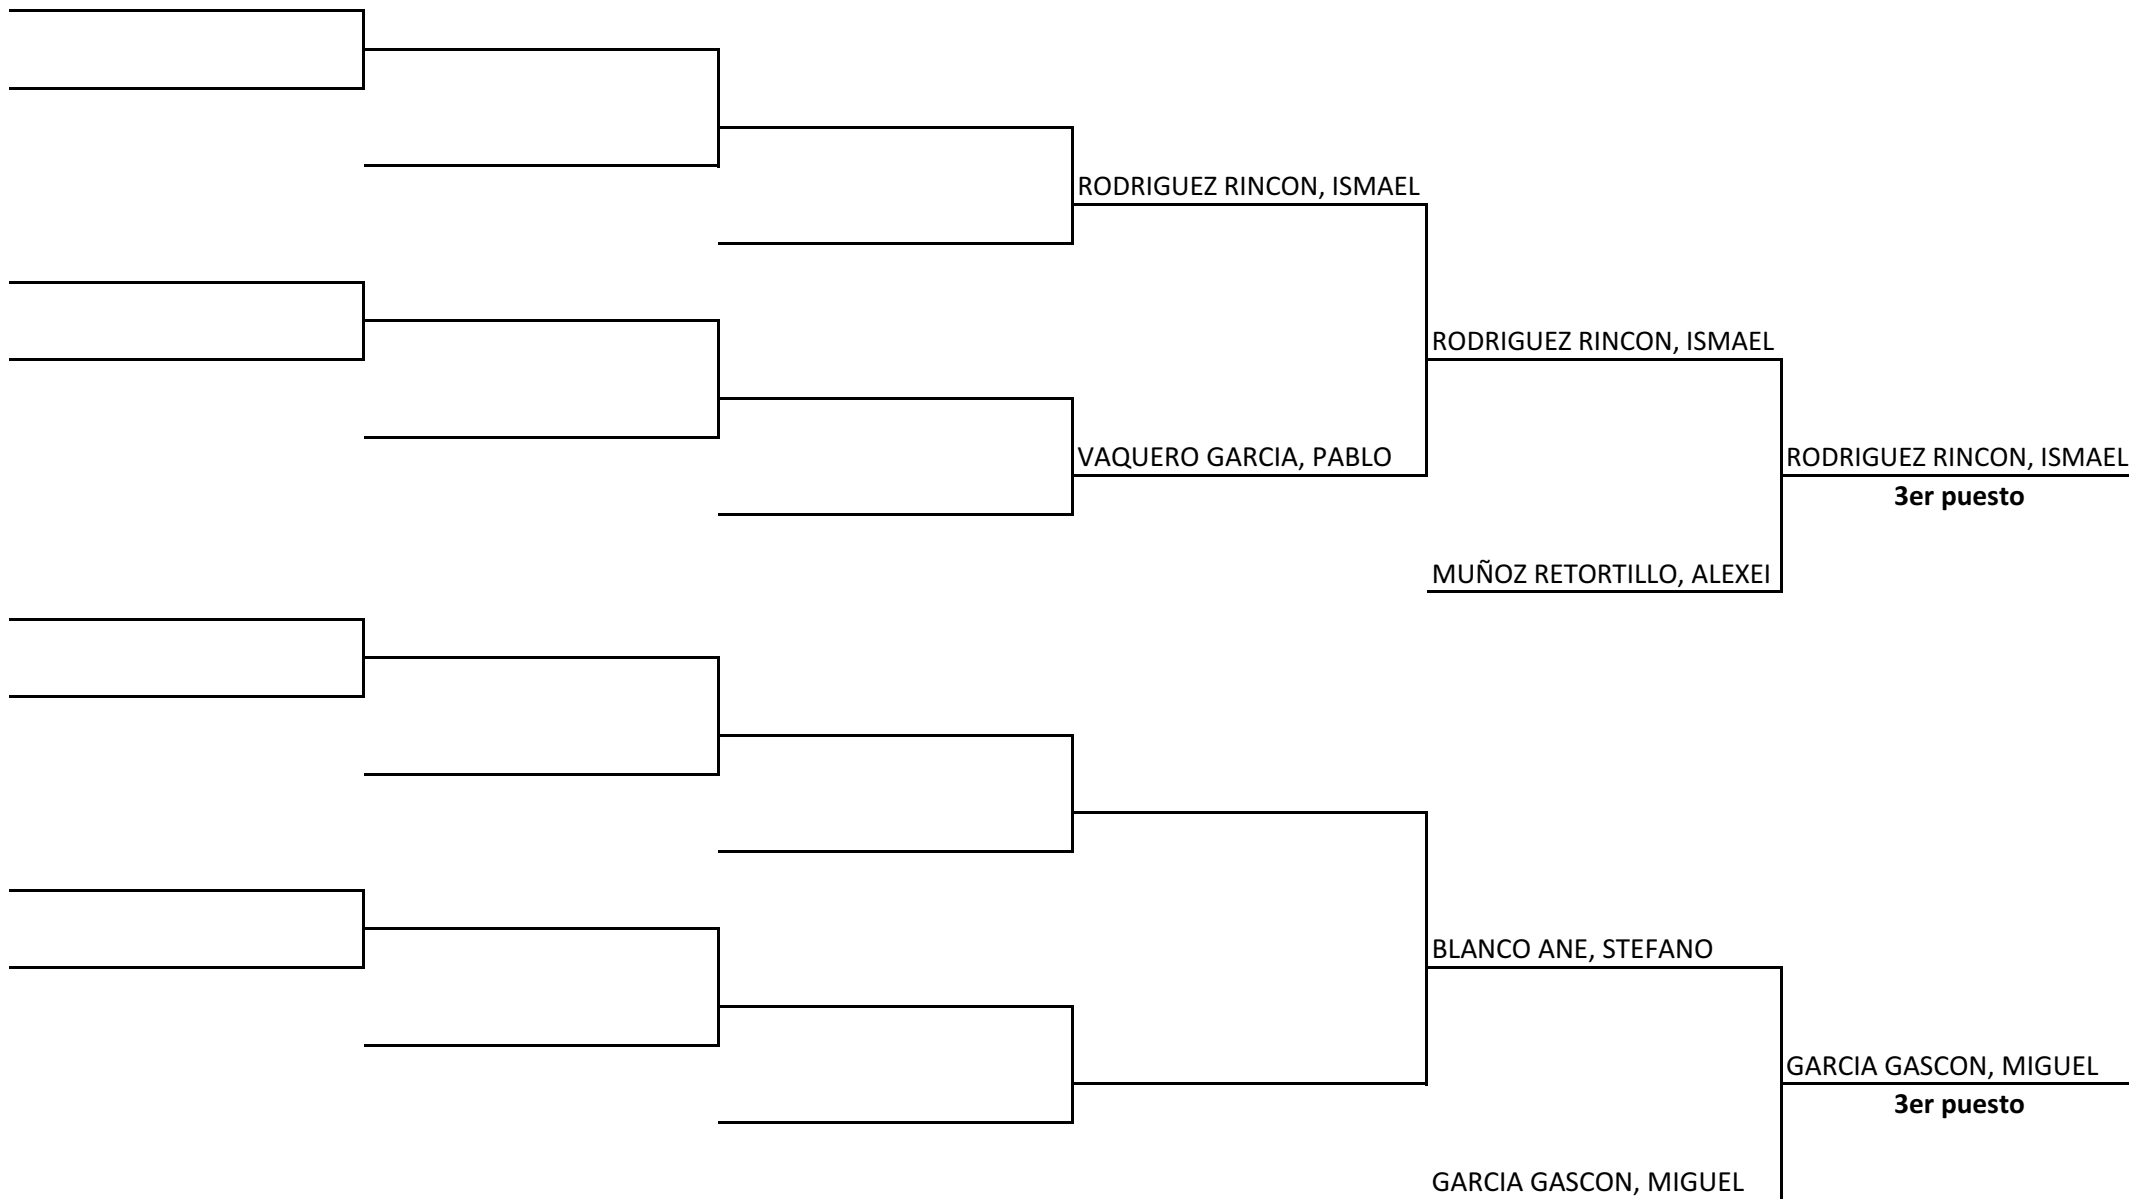 RODRIGUEZ RINCON, ISMAEL
RODRIGUEZ RINCON, ISMAEL
VAQUERO GARCIA, PABLO
RODRIGUEZ RINCON, ISMAEL
3er puesto
MUÑOZ RETORTILLO, ALEXEI
BLANCO ANE, STEFANO
GARCIA GASCON, MIGUEL
3er puesto
GARCIA GASCON, MIGUEL